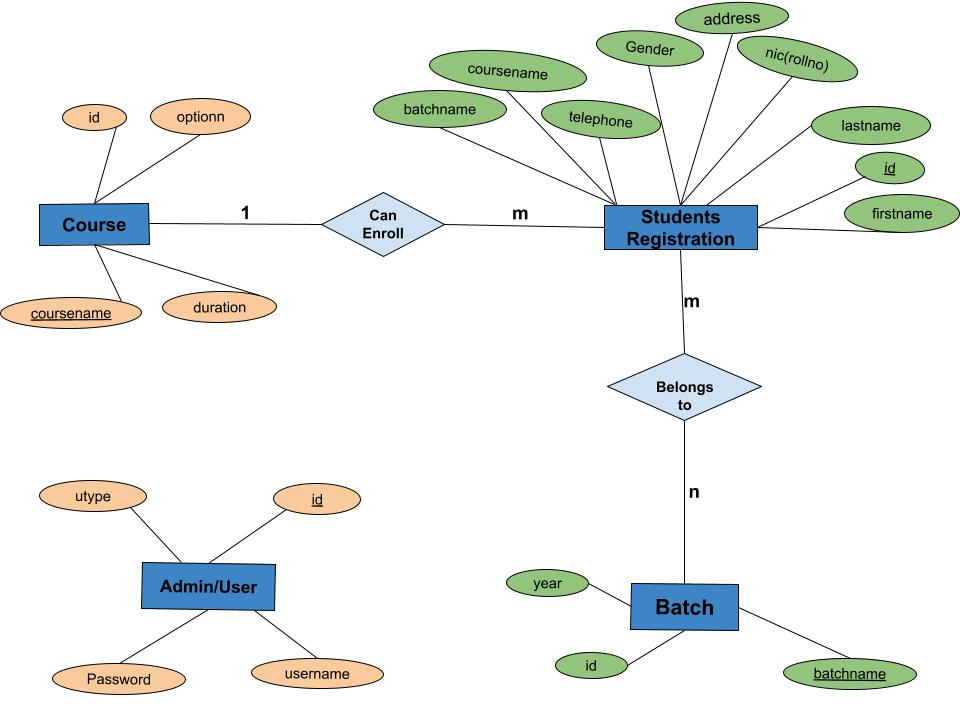 address
Gender
nic(rollno)
coursename
batchname
telephone
id
optionn
lastname
id
firstname
Course
1
Can
Enroll
m
Students
Registration
coursename
duration
m
Belongs
to
n
utype
id
Admin/User
Password
username
year
Batch
id
batchname